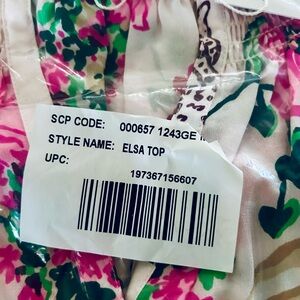 SCP CODE: 000657 1243GE
STYLE NAME: ELSA TOP
UPC:
197367156607